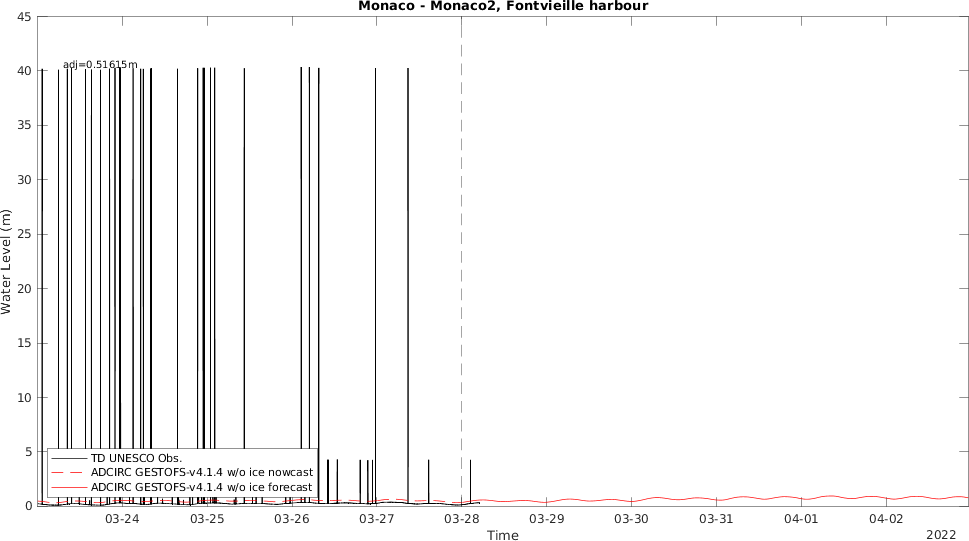 Monaco - Monaco2, Fontvieille harbour
45
40
35
30
25
20
15
10
5
0
Water Level (m)
adj=0.51615m
TD UNESCO Obs.
ADCIRC GESTOFS-v4.1.4 w/o ice nowcast
ADCIRC GESTOFS-v4.1.4 w/o ice forecast
03-24 03-25 03-26 03-27 03-28 03-29 03-30 03-31 04-01 04-02
Time
2022